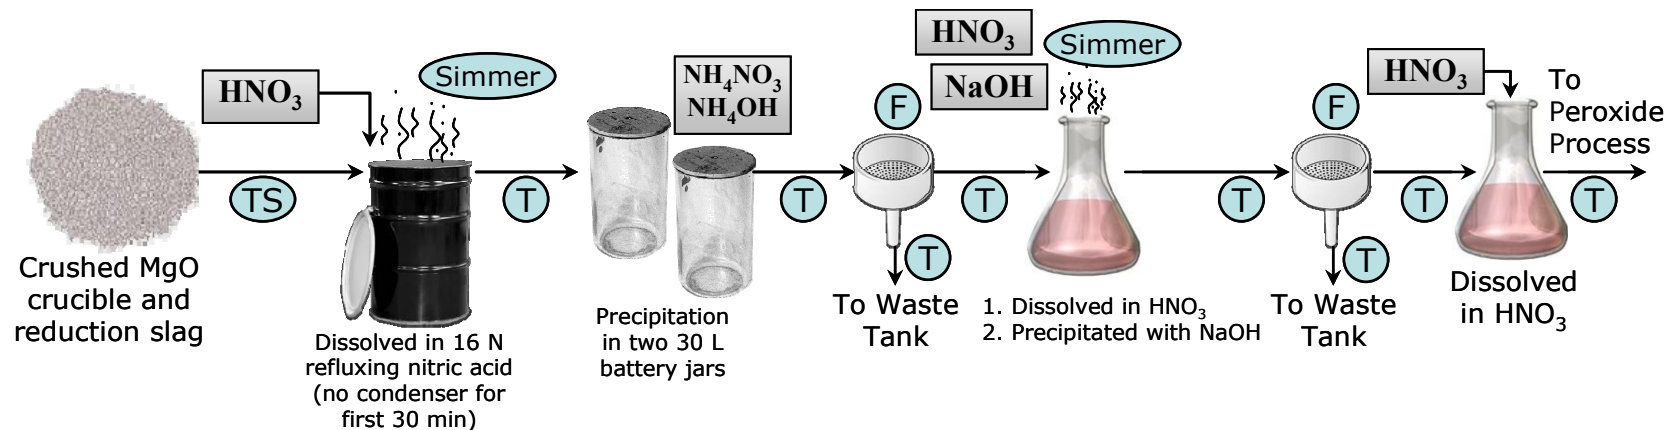 Crushed MgO
crucible and
reduction slag
TS
HNO3
Simmer
Dissolved in 16 N
refluxing nitric acid
(no condenser for
first 30 min)
T
NH4NO3
NH4OH
Precipitation
in two 30 L
battery jars
T
F
T
To Waste
Tank
T
HNO3
NaOH
Simmer
1. Dissolved in HNO3
2. Precipitated with NaOH
T
F
T
To Waste
Tank
T
HNO3
Dissolved
in HNO3
To
Peroxide
Process
T